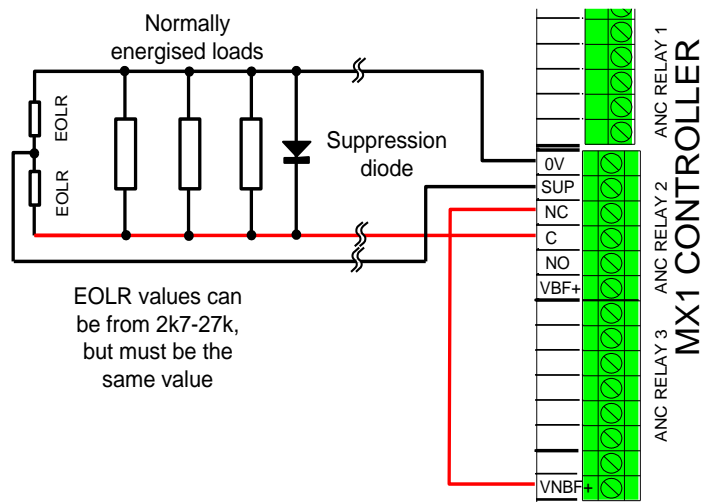 Normally
energised loads
EOLR
EOLR
Suppression
diode
EOLR values can
be from 2k7-27k,
but must be the
same value
0V
SUP
NC
C
NO
VBF+
VNBF+
ANC RELAY 1
ANC RELAY 2
ANC RELAY 3
MX1 CONTROLLER